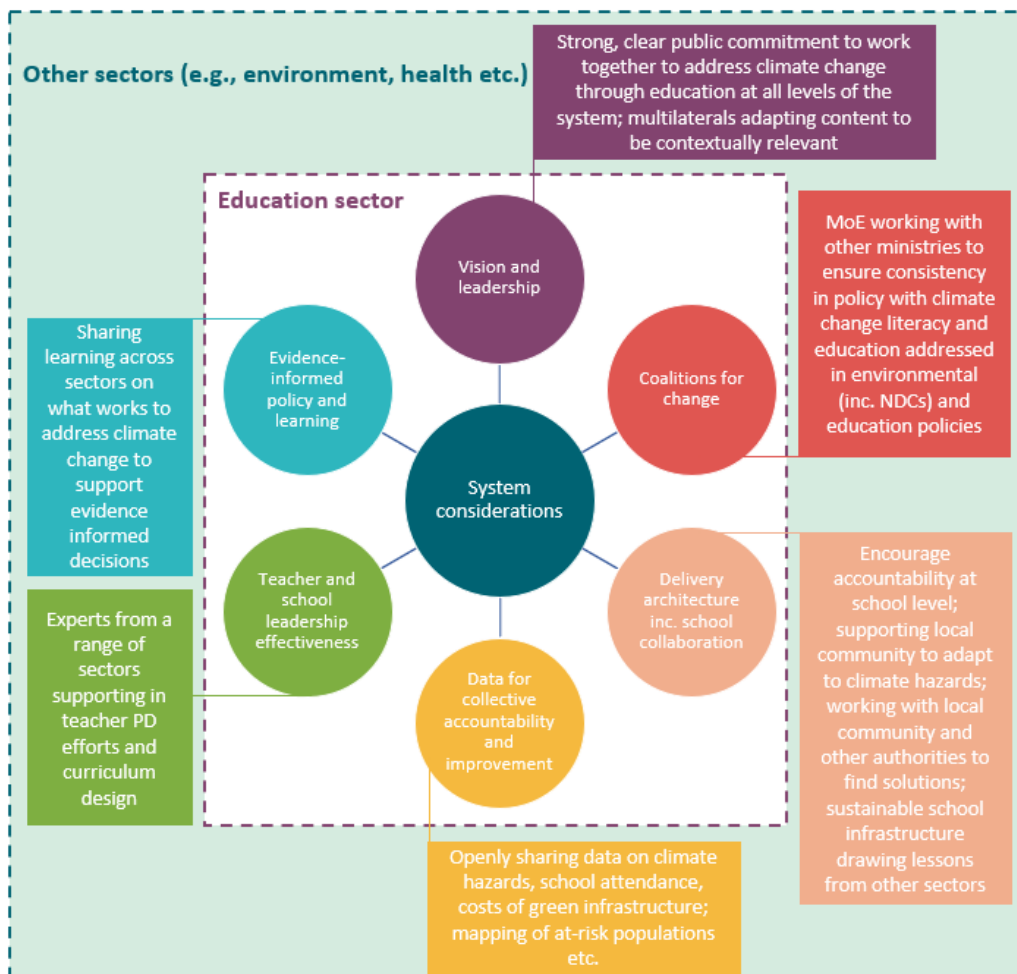 Other sectors (e.g., environment, health etc.)
Strong, clear public commitment to work
together to address climate change
through education at all levels of the
system; multilaterals adapting content to
be contextually relevant
Education sector
Vision and
leadership
MoE working with
other ministries to
ensure consistency
in policy with climate
change literacy and
education addressed
in environmental
(inc. NDCs) and
education policies
Coalitions for
change
Sharing
learning across
sectors on
what works to
address climate
change to
support
evidence
informed
decisions
Evidence-
informed
policy and
learning
System
considerations
Teacher and
school
leadership
effectiveness
Experts from a
range of
sectors
supporting in
teacher PD
efforts and
curriculum
design
Delivery
architecture
inc. school
collaboration
Encourage
accountability at
school level;
supporting local
community to adapt
to climate hazards;
working with local
community and
other authorities to
find solutions;
sustainable school
infrastructure
drawing lessons
from other sectors
Data for
collective
accountability
and
improvement
Openly sharing data on climate
hazards, school attendance,
costs of green infrastructure;
mapping of at-risk populations
etc.